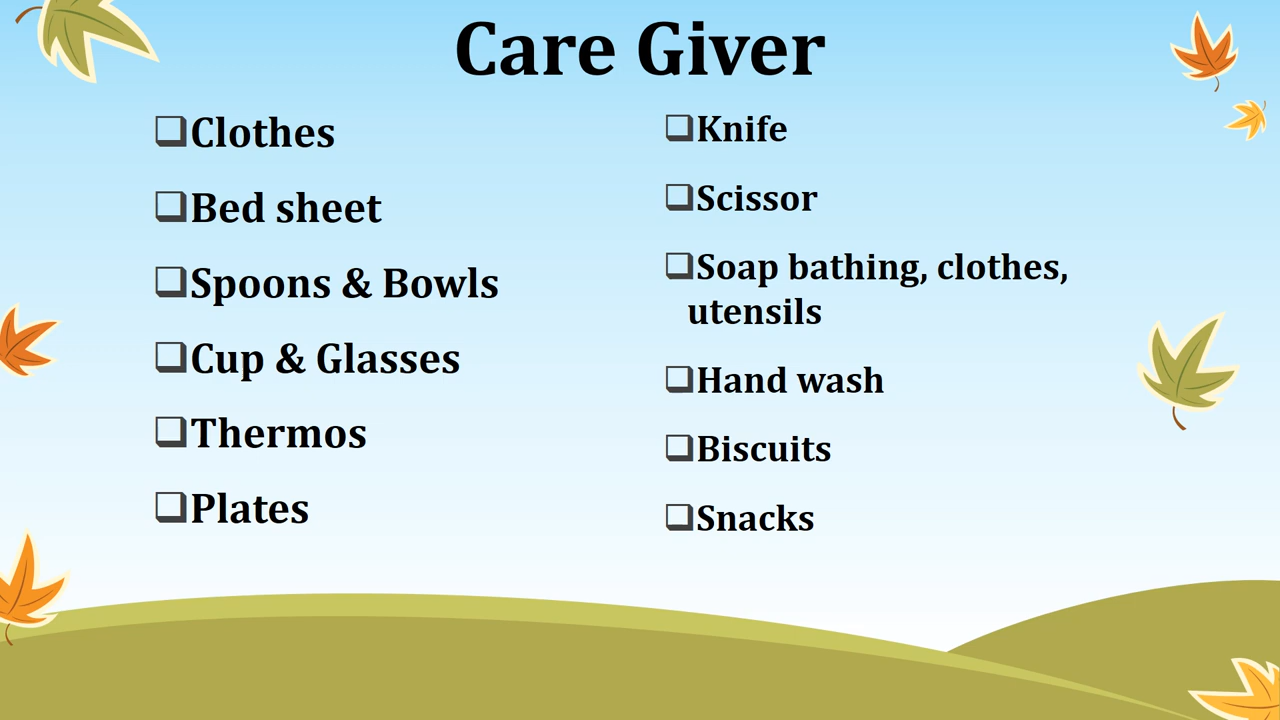 Care Giver
❑Clothes
❑Bed sheet
❑Spoons & Bowls
❑Cup & Glasses
❑Thermos
❑Plates
❑Knife
❑Scissor
❑Soap bathing, clothes,
utensils
❑Hand wash
❑Biscuits
❑Snacks